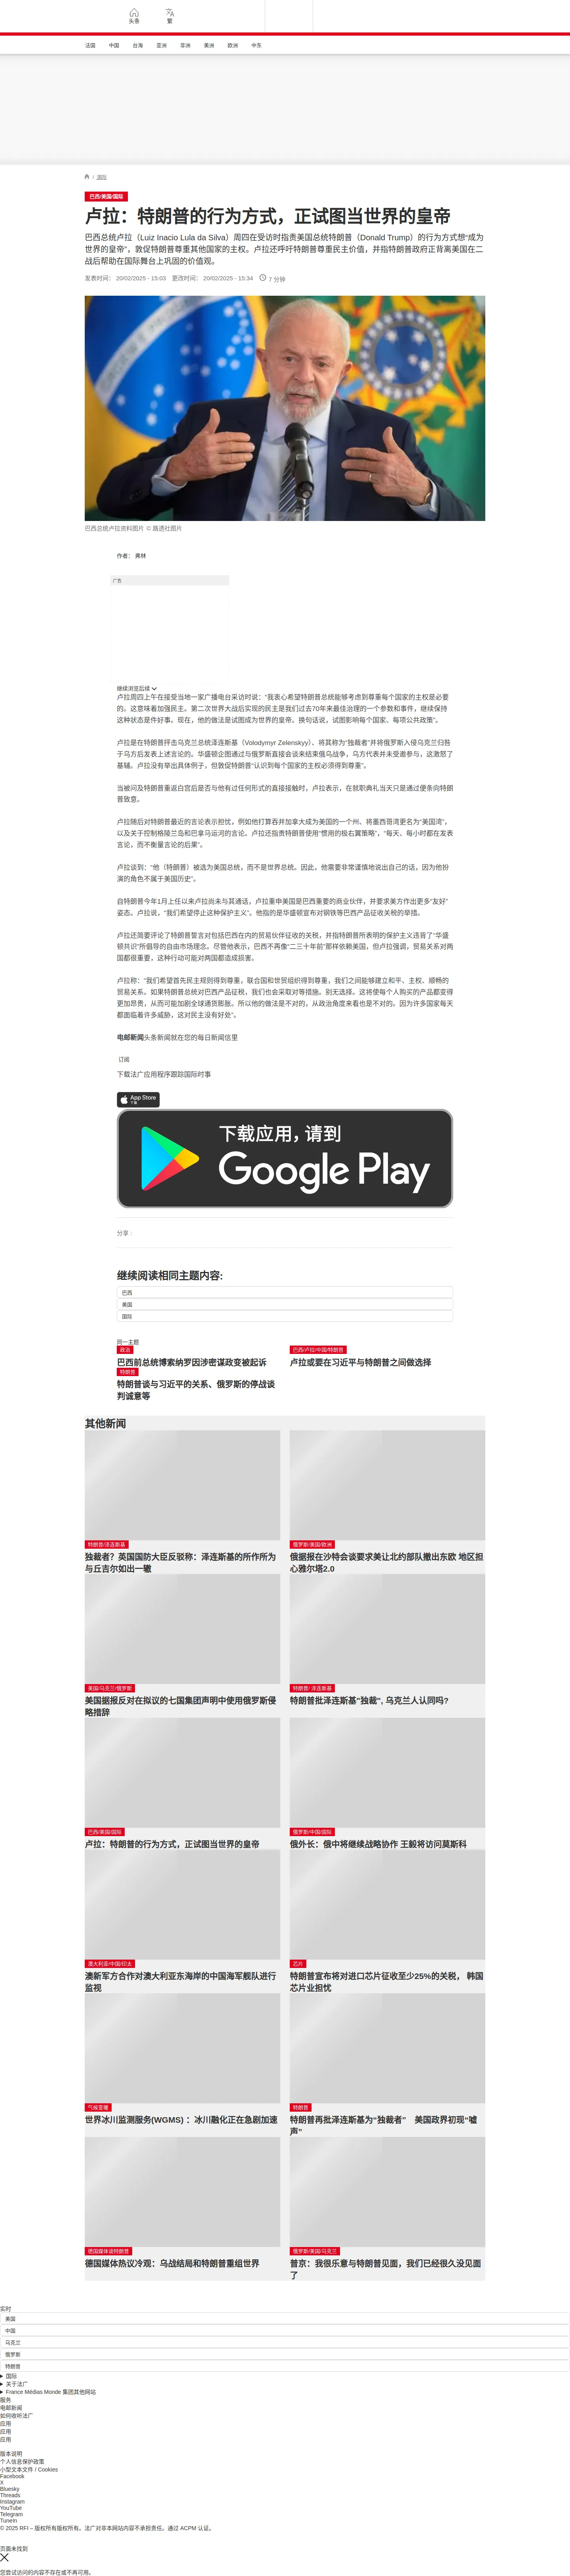 头条
繁
法国 中国 台海 亚洲 非洲 美洲 欧洲 中东
/ 国际
巴西/美国/国际
卢拉：特朗普的行为方式，正试图当世界的皇帝
巴西总统卢拉（Luiz Inacio Lula da Silva）周四在受访时指责美国总统特朗普（Donald Trump）的行为方式想“成为
世界的皇帝”，敦促特朗普尊重其他国家的主权。卢拉还呼吁特朗普尊重民主价值，并指特朗普政府正背离美国在二
战后帮助在国际舞台上巩固的价值观。
发表时间： 20/02/2025 - 15:03 更改时间： 20/02/2025 - 15:34 7 分钟
巴西总统卢拉资料图片 © 路透社图片
作者： 弗林
广告
继续浏览后续
卢拉周四上午在接受当地一家广播电台采访时说：“我衷心希望特朗普总统能够考虑到尊重每个国家的主权是必要
的。这意味着加强民主。第二次世界大战后实现的民主是我们过去70年来最佳治理的一个参数和事件，继续保持
这种状态是件好事。现在，他的做法是试图成为世界的皇帝。换句话说，试图影响每个国家、每项公共政策”。
卢拉是在特朗普抨击乌克兰总统泽连斯基（Volodymyr Zelenskyy）、将其称为“独裁者”并将俄罗斯入侵乌克兰归咎
于乌方后发表上述言论的。华盛顿企图通过与俄罗斯直接会谈来结束俄乌战争，乌方代表并未受邀参与，这激怒了
基辅。卢拉没有举出具体例子，但敦促特朗普“认识到每个国家的主权必须得到尊重”。
当被问及特朗普重返白宫后是否与他有过任何形式的直接接触时，卢拉表示，在就职典礼当天只是通过便条向特朗
普致意。
卢拉随后对特朗普最近的言论表示担忧，例如他打算吞并加拿大成为美国的一个州、将墨西哥湾更名为“美国湾”，
以及关于控制格陵兰岛和巴拿马运河的言论。卢拉还指责特朗普使用“惯用的极右翼策略”，“每天、每小时都在发表
言论，而不衡量言论的后果”。
卢拉谈到：“他（特朗普）被选为美国总统，而不是世界总统。因此，他需要非常谨慎地说出自己的话，因为他扮
演的角色不属于美国历史”。
自特朗普今年1月上任以来卢拉尚未与其通话，卢拉重申美国是巴西重要的商业伙伴，并要求美方作出更多“友好”
姿态。卢拉说，“我们希望停止这种保护主义”。他指的是华盛顿宣布对钢铁等巴西产品征收关税的举措。
卢拉还简要评论了特朗普誓言对包括巴西在内的贸易伙伴征收的关税，并指特朗普所表明的保护主义违背了“华盛
顿共识”所倡导的自由市场理念。尽管他表示，巴西不再像“二三十年前”那样依赖美国，但卢拉强调，贸易关系对两
国都很重要，这种行动可能对两国都造成损害。
卢拉称：“我们希望首先民主规则得到尊重，联合国和世贸组织得到尊重，我们之间能够建立和平、主权、顺畅的
贸易关系。如果特朗普总统对巴西产品征税，我们也会采取对等措施。别无选择。这将使每个人购买的产品都变得
更加昂贵，从而可能加剧全球通货膨胀。所以他的做法是不对的，从政治角度来看也是不对的。因为许多国家每天
都面临着许多威胁，这对民主没有好处”。
电邮新闻头条新闻就在您的每日新闻信里
订阅
下载法广应用程序跟踪国际时事
App Store
下载
下载应用，请到
Google Play
分享 :
继续阅读相同主题内容:
巴西
美国
国际
同一主题
政治
巴西前总统博索纳罗因涉密谋政变被起诉
巴西/卢拉/中国/特朗普
卢拉或要在习近平与特朗普之间做选择
特朗普
特朗普谈与习近平的关系、俄罗斯的停战谈
判诚意等
其他新闻
特朗普/泽连斯基
独裁者？英国国防大臣反驳称：泽连斯基的所作所为
与丘吉尔如出一辙
俄罗斯/美国/欧洲
俄据报在沙特会谈要求美让北约部队撤出东欧 地区担
心雅尔塔2.0
美国/乌克兰/俄罗斯
美国据报反对在拟议的七国集团声明中使用俄罗斯侵
略措辞
特朗普/ 泽连斯基
特朗普批泽连斯基“独裁”, 乌克兰人认同吗?
巴西/美国/国际
卢拉：特朗普的行为方式，正试图当世界的皇帝
俄罗斯/中国/国际
俄外长：俄中将继续战略协作 王毅将访问莫斯科
澳大利亚/中国/印太
澳新军方合作对澳大利亚东海岸的中国海军舰队进行
监视
芯片
特朗普宣布将对进口芯片征收至少25%的关税， 韩国
芯片业担忧
气候变暖
世界冰川监测服务(WGMS) ：冰川融化正在急剧加速
特朗普
特朗普再批泽连斯基为“独裁者” 美国政界初现“嘘
声”
德国媒体谈特朗普
德国媒体热议冷观：乌战结局和特朗普重组世界
俄罗斯/美国/乌克兰
普京：我很乐意与特朗普见面，我们已经很久没见面
了
实时
美国
中国
乌克兰
俄罗斯
特朗普
国际
关于法广
France Médias Monde 集团其他网站
服务
电邮新闻
如何收听法广
应用
应用
应用
版本说明
个人信息保护政策
小型文本文件 / Cookies
Facebook
X
Bluesky
Threads
Instagram
YouTube
Telegram
TuneIn
© 2025 RFI – 版权所有版权所有。法广对非本网站内容不承担责任。通过 ACPM 认证。
页面未找到
您尝试访问的内容不存在或不再可用。